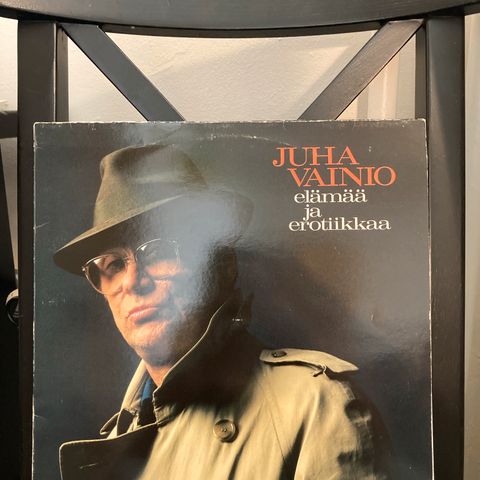 JUHA
VAINIO
elämää
ja
erotiikkaa